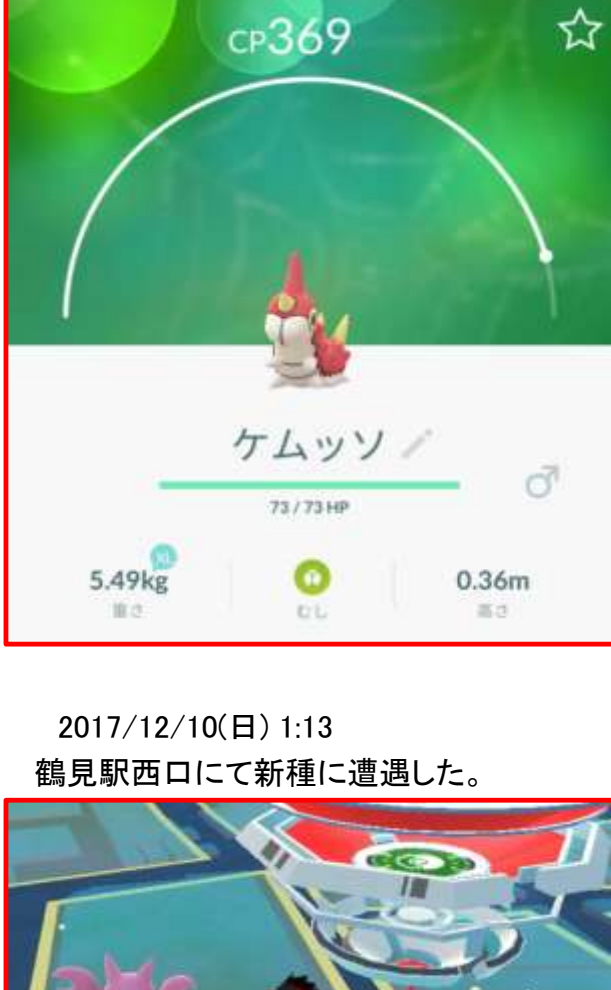 CP369
ケムッソ
73 / 73 HP
XL
5.49kg
0.36m
重さ
むし
高さ
2017/12/10(日) 1:13
鶴見駅西口にて新種に遭遇した。